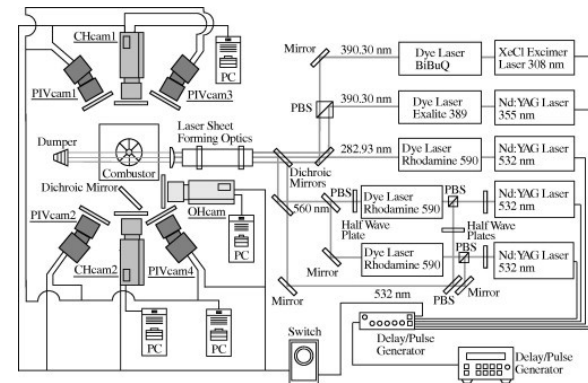 CHcam1
PIVcam1
PIVcam3
PC
Mirror
390.30 nm
Dye Laser
BiBuQ
XeCl Excimer
Laser 308 nm
PBS
390.30 nm
Dye Laser
Exalite 389
Nd:YAG Laser
355 nm
Dumper
Combustor
Laser Sheet
Forming Optics
282.93 nm
Dye Laser
Rhodamine 590
Nd:YAG Laser
532 nm
Dichroic
Mirrors
Dichroic Mirror
OHcam
PC
560 nm
PBS
Dye Laser
Rhodamine 590
PBS
Nd:YAG Laser
532 nm
Half Wave
Plate
Half Wave
Plates
PIVcam2
CHcam2
PIVcam4
Mirror
Dye Laser
Rhodamine 590
PBS
Nd:YAG Laser
532 nm
Mirror
532 nm
PBS
Mirror
PC
PC
Switch
Delay/Pulse
Generator
Delay/Pulse
Generator